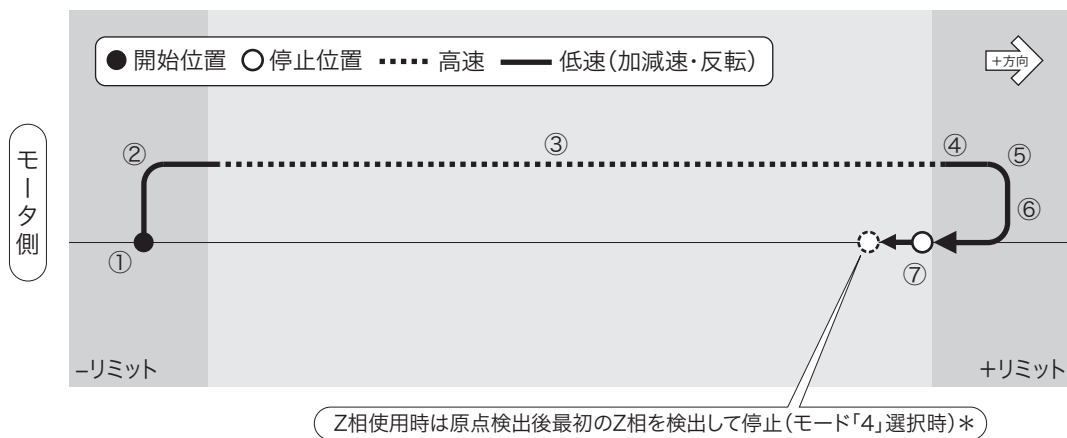 ●開始位置 ○停止位置 ▪▪▪▪▪▪高速 ━━低速(加減速・反転)
+方向
モータ側
②
③
④
⑤
⑥
①
⑦
−リミット
+リミット
Z相使用時は原点検出後最初のZ相を検出して停止(モード「4」選択時)*